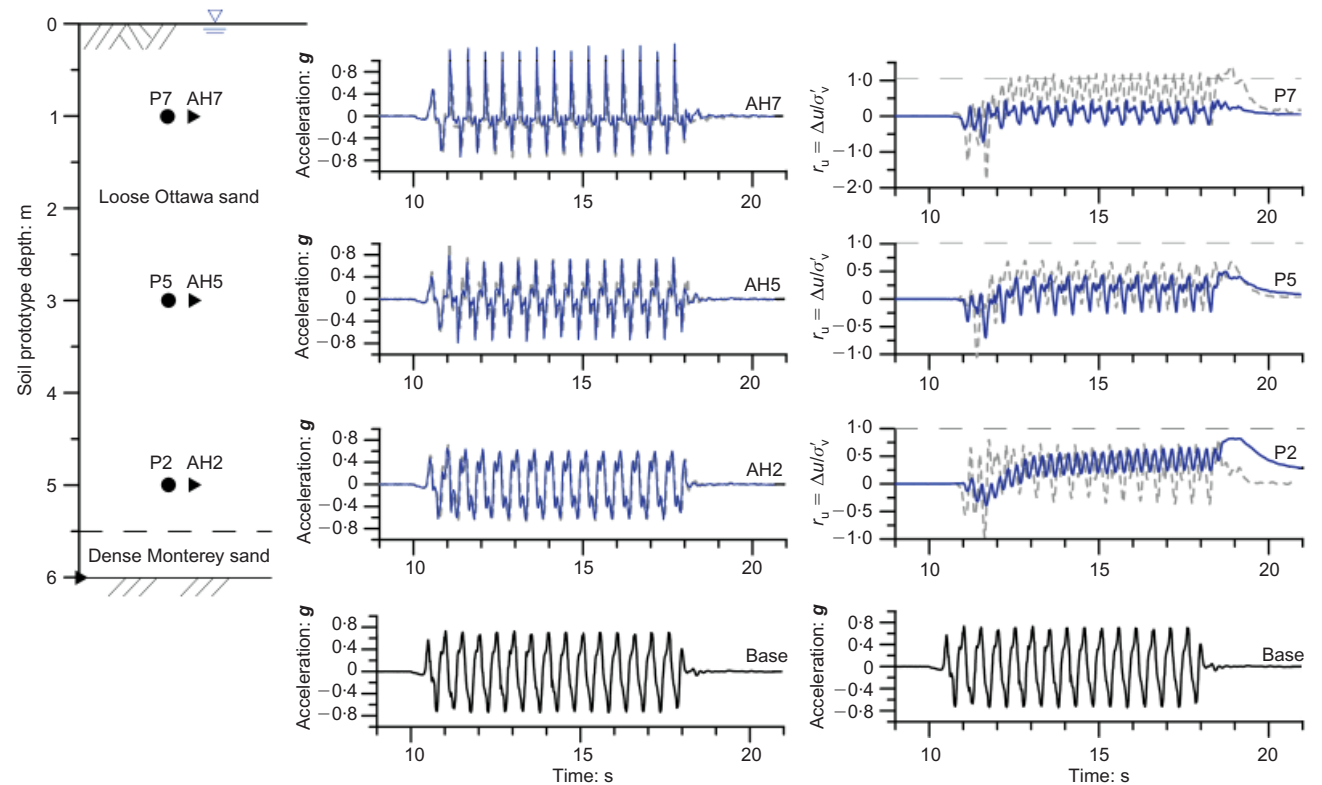 Soil prototype depth: m
0
1
2
3
4
5
6
P7 AH7
Loose Ottawa sand
P5 AH5
P2 AH2
Dense Monterey sand
Acceleration: g
0·8
0·4
0
−0·4
−0·8
AH7
10 15 20
Acceleration: g
0·8
0·4
0
−0·4
−0·8
AH5
10 15 20
Acceleration: g
0·8
0·4
0
−0·4
−0·8
AH2
10 15 20
Acceleration: g
0·8
0·4
0
−0·4
−0·8
Base
10 15 20
Time: s
ru = Δu/σ′v
1·0
0
−1·0
−2·0
P7
10 15 20
ru = Δu/σ′v
1·0
0·5
0
−0·5
−1·0
P5
10 15 20
ru = Δu/σ′v
1·0
0·5
0
−0·5
−1·0
P2
10 15 20
Acceleration: g
0·8
0·4
0
−0·4
−0·8
Base
10 15 20
Time: s